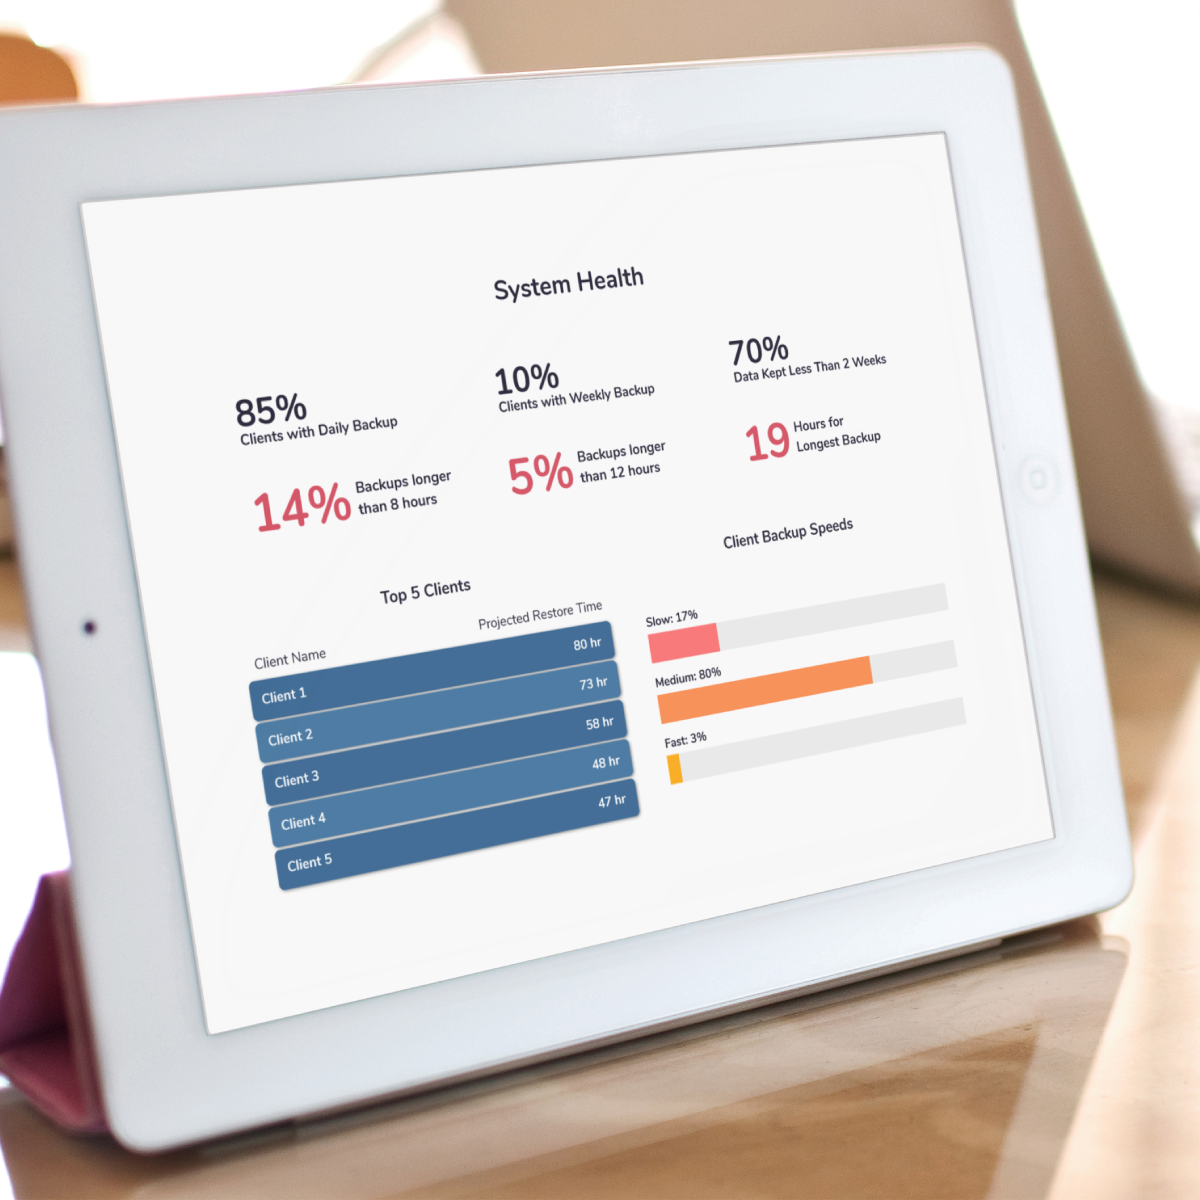 System Health
85%
Clients with Daily Backup
10%
Clients with Weekly Backup
70%
Data Kept Less Than 2 Weeks
14%
Backups longer
than 8 hours
5%
Backups longer
than 12 hours
19
Hours for
Longest Backup
Top 5 Clients
Client Name
Projected Restore Time
Client 1
80 hr
Client 2
73 hr
Client 3
58 hr
Client 4
48 hr
Client 5
47 hr
Client Backup Speeds
Slow: 17%
Medium: 80%
Fast: 3%